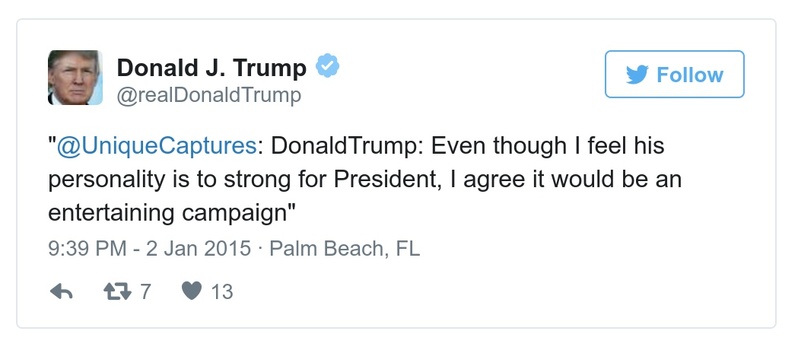 Donald J. Trump
@realDonaldTrump
Follow
"@UniqueCaptures: DonaldTrump: Even though I feel his
personality is to strong for President, I agree it would be an
entertaining campaign"
9:39 PM - 2 Jan 2015 · Palm Beach, FL
7 13